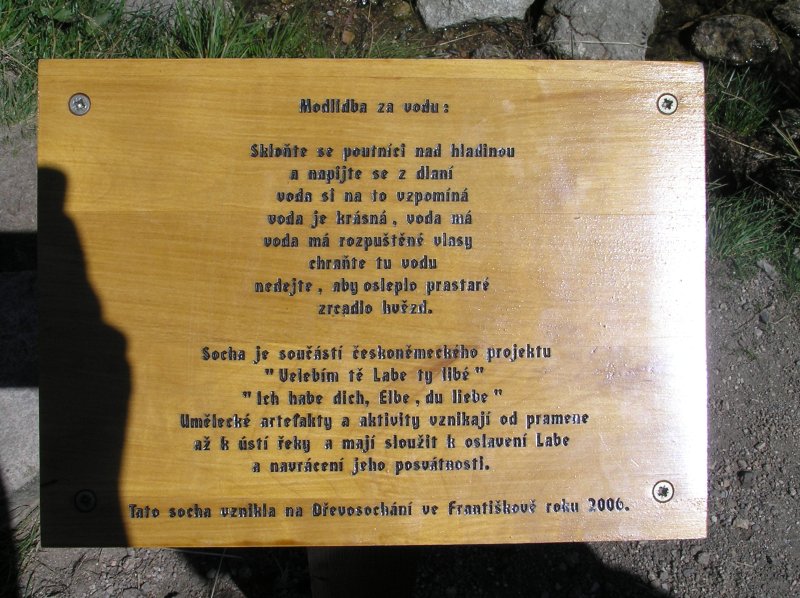 Modlidba za vodu:
Skloňte se poutníci nad hladinou
a napijte se z dlaní
voda si na to vzpomíná
voda je krásná, voda má
voda má rozpuštěné vlasy
chraňte tu vodu
nedejte, aby osleplo prastaré
zrcadlo hvězd.
Socha je součástí českoněmeckého projektu
"Velebím tě Labe ty libé"
"Ich habe dich, Elbe, du liebe"
Umělecké artefakty a aktivity vznikají od pramene
až k ústí řeky a mají sloužit k oslavení Labe
a navrácení jeho posvátnosti.
Tato socha vznikla na Dřevosochání ve Františkově roku 2006.